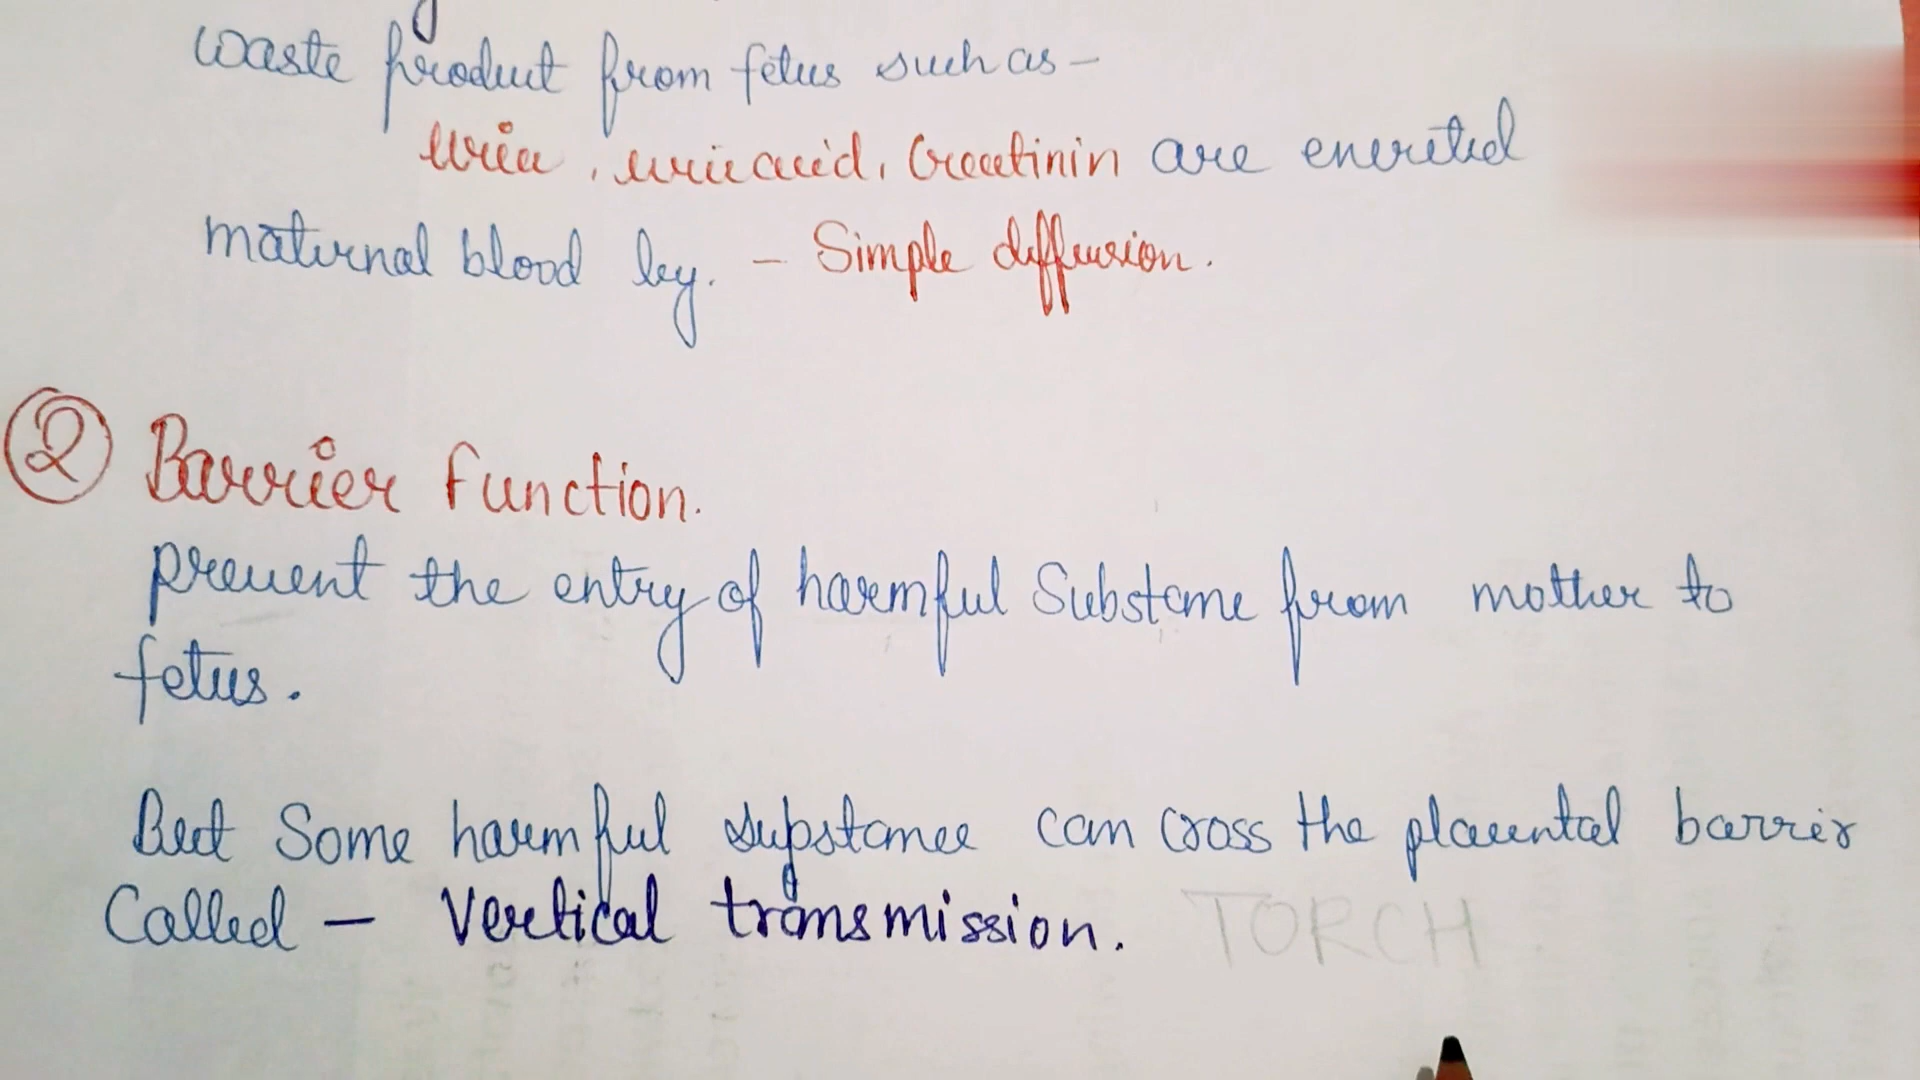 waste product from fetus such as -
urea, uric acid, Creatinin are excreted
maternal blood by. - Simple diffusion.
② Barrier function.
prevent the entry of harmful Substance from mother to
fetus.
But Some harmful substance can cross the placental barrier
Called - Vertical transmission. TORCH